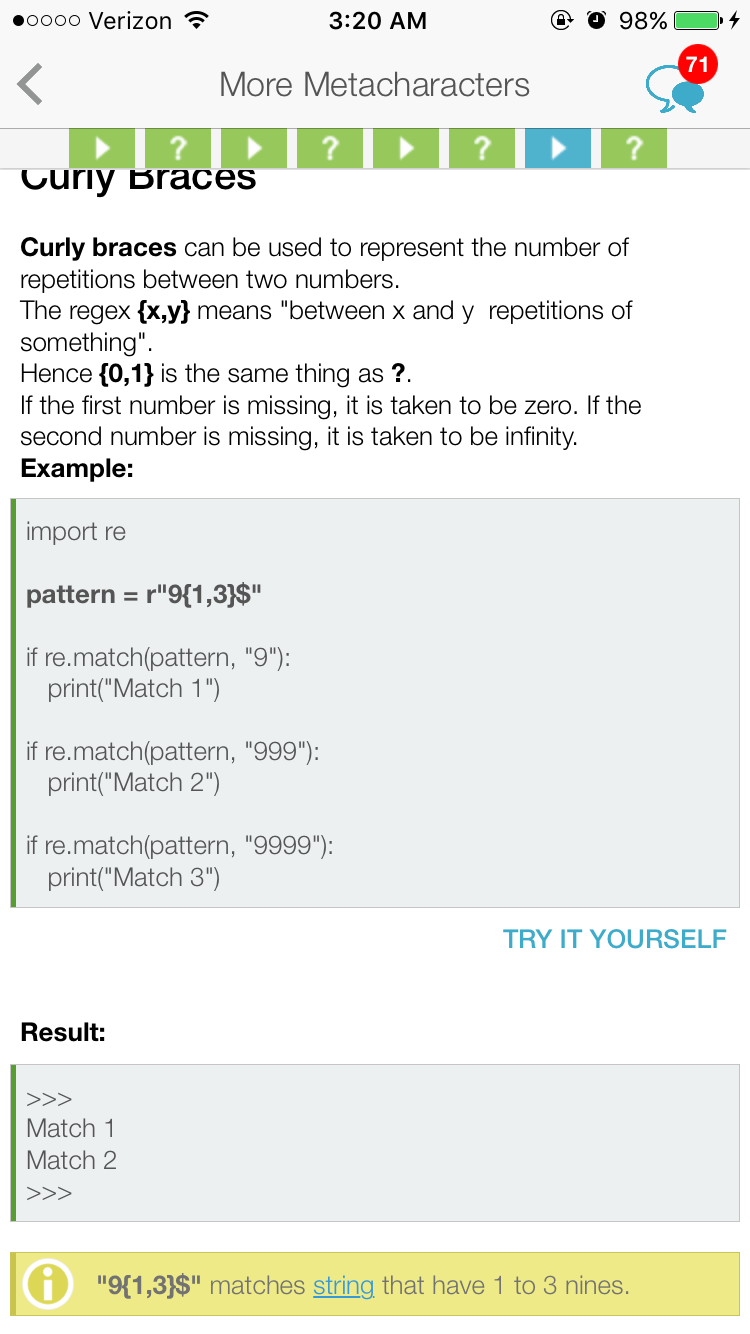 Verizon 3:20 AM 98%
More Metacharacters 71
? ? ? ?
Curly Braces
Curly braces can be used to represent the number of
repetitions between two numbers.
The regex {x,y} means "between x and y  repetitions of
something".
Hence {0,1} is the same thing as ?.
If the first number is missing, it is taken to be zero. If the
second number is missing, it is taken to be infinity.
Example:
import re
pattern = r"9{1,3}$"
if re.match(pattern, "9"):
   print("Match 1")
if re.match(pattern, "999"):
   print("Match 2")
if re.match(pattern, "9999"):
   print("Match 3")
TRY IT YOURSELF
Result:
>>>
Match 1
Match 2
>>>
"9{1,3}$" matches string that have 1 to 3 nines.